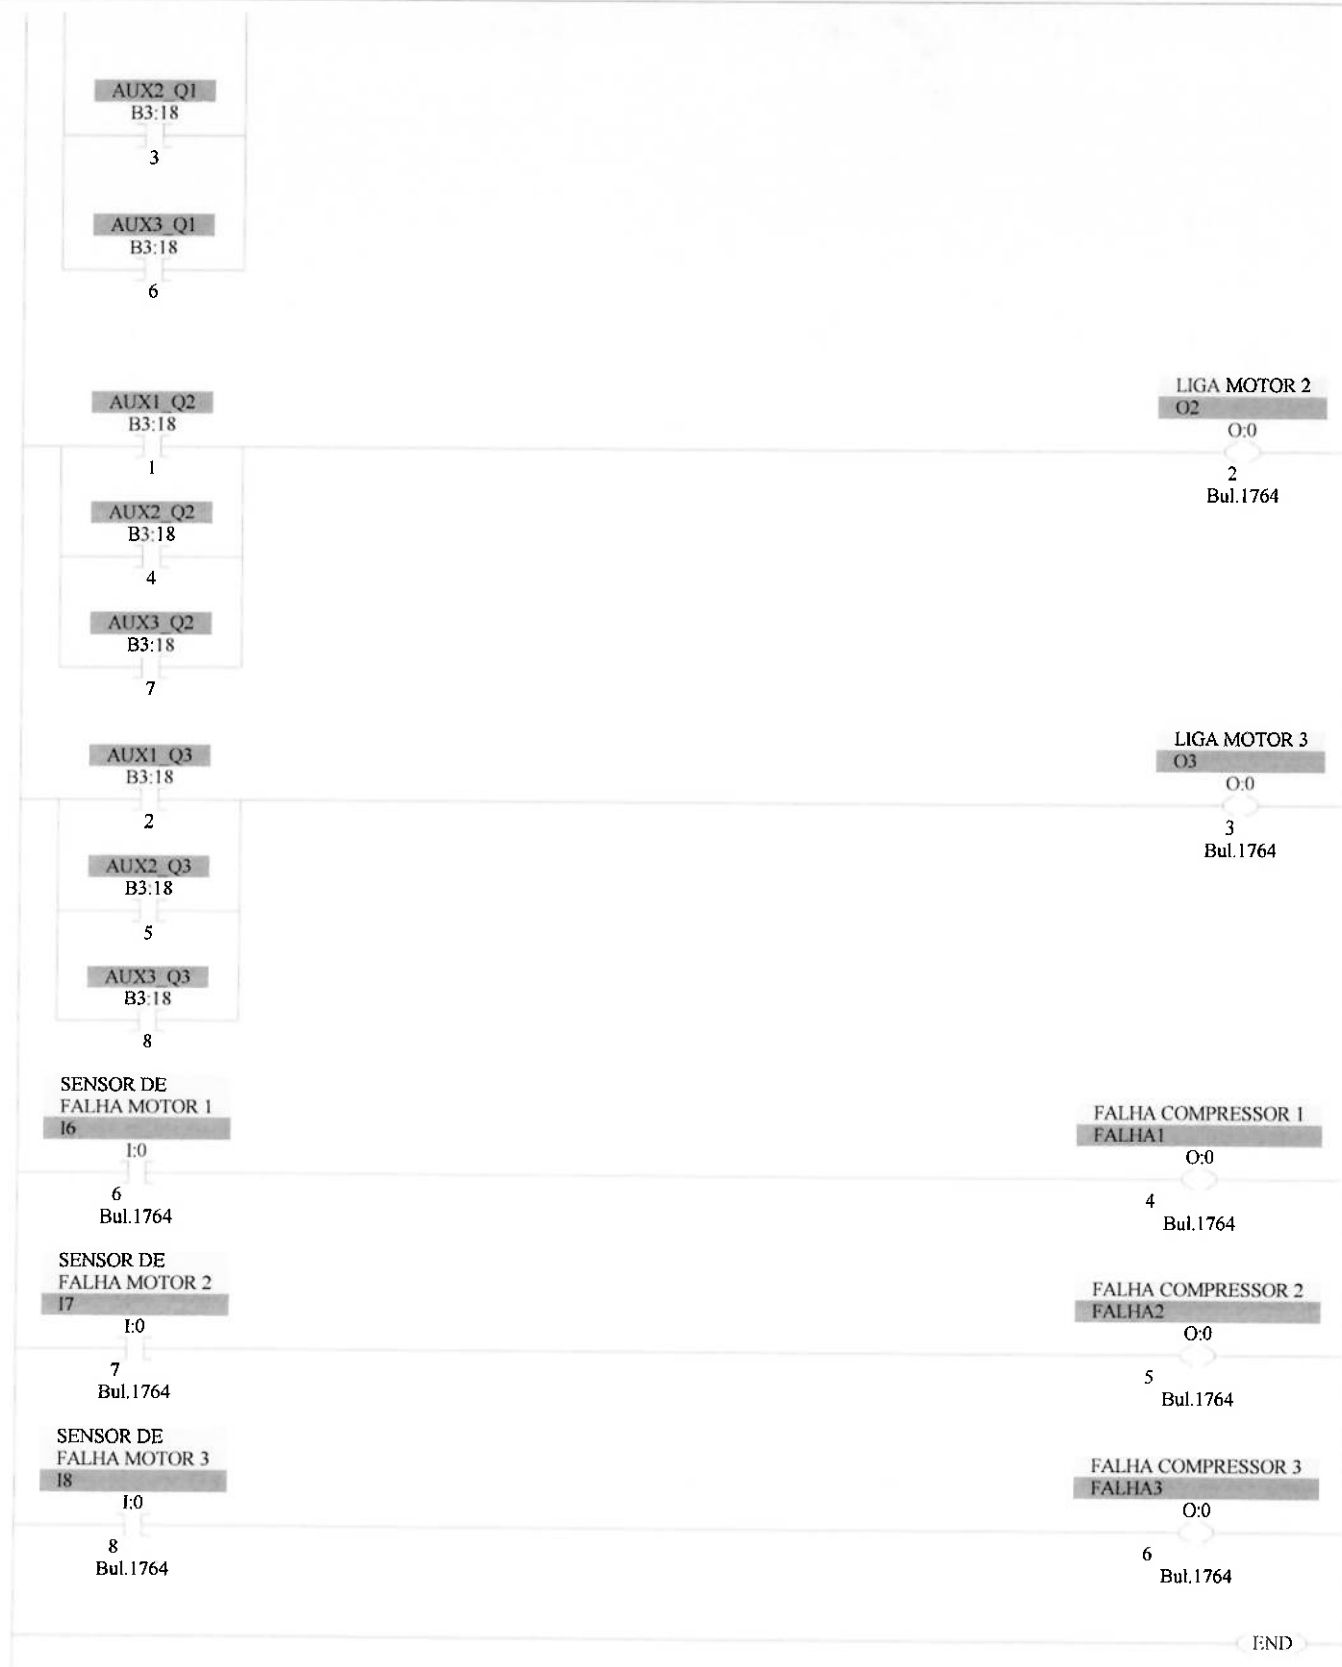 AUX2_Q1
B3:18
3
AUX3_Q1
B3:18
6
AUX1_Q2
B3:18
1
LIGA MOTOR 2
O2
O:0
2
Bul.1764
AUX2_Q2
B3:18
4
AUX3_Q2
B3:18
7
AUX1_Q3
B3:18
2
LIGA MOTOR 3
O3
O:0
3
Bul.1764
AUX2_Q3
B3:18
5
AUX3_Q3
B3:18
8
SENSOR DE
FALHA MOTOR 1
I6
I:0
6
Bul.1764
FALHA COMPRESSOR 1
FALHA1
O:0
4
Bul.1764
SENSOR DE
FALHA MOTOR 2
I7
I:0
7
Bul.1764
FALHA COMPRESSOR 2
FALHA2
O:0
5
Bul.1764
SENSOR DE
FALHA MOTOR 3
I8
I:0
8
Bul.1764
FALHA COMPRESSOR 3
FALHA3
O:0
6
Bul.1764
END